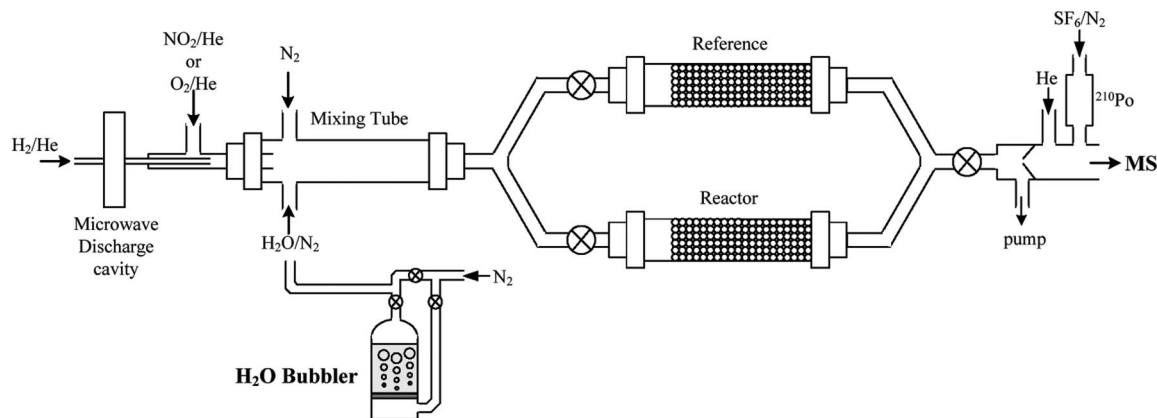 NO₂/He
or
O₂/He
N₂
Mixing Tube
H₂/He
Microwave
Discharge
cavity
H₂O/N₂
N₂
H₂O Bubbler
Reference
Reactor
SF₆/N₂
He
²¹⁰Po
MS
pump